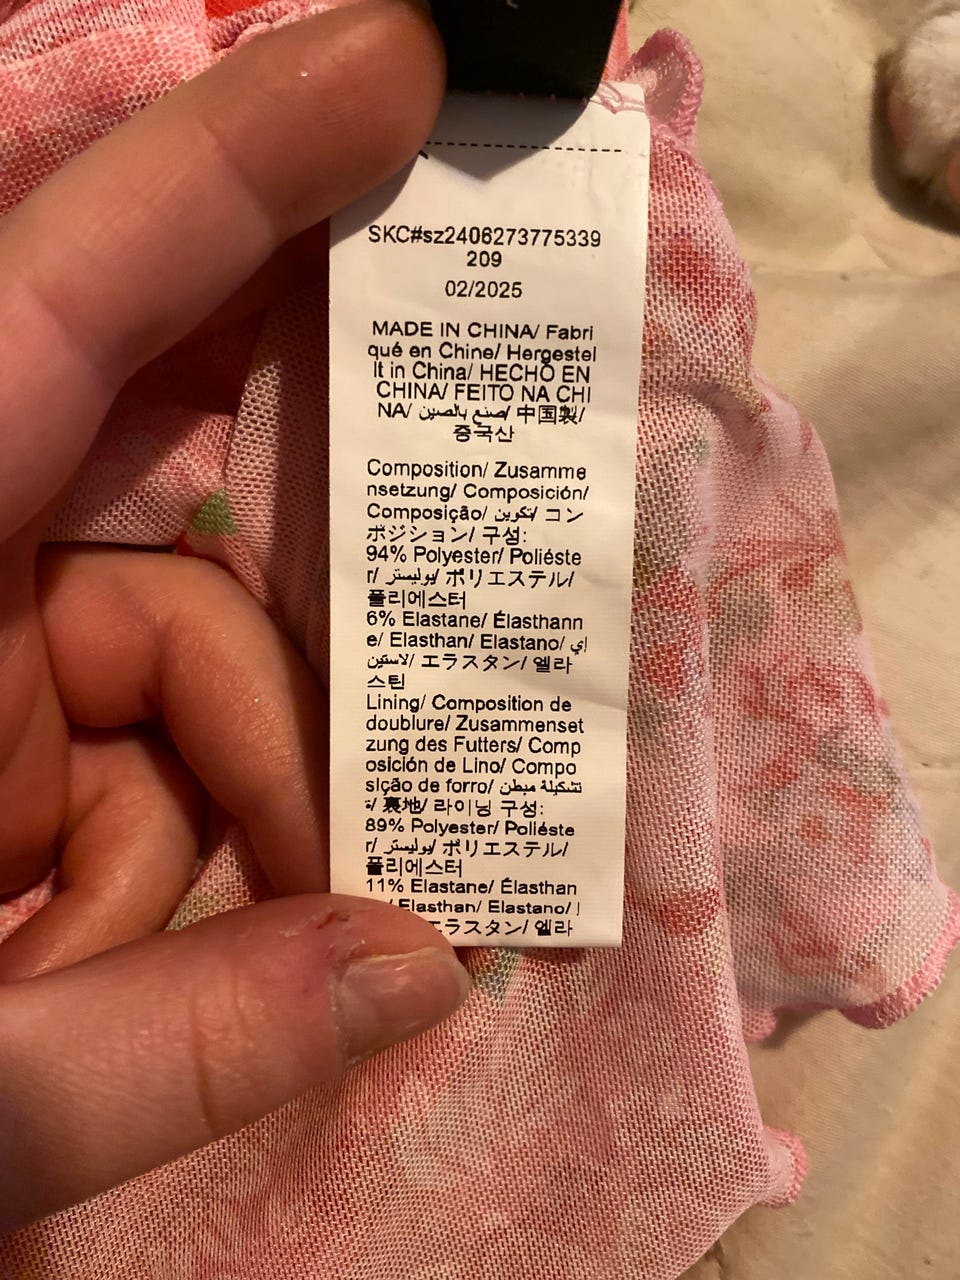 SKC#sz2406273775339
209
02/2025
MADE IN CHINA/ Fabri
qué en Chine/ Hergestel
lt in China/ HECHO EN
CHINA/ FEITO NA CHI
NA/ صنع بالصين/ 中国製/
중국산
Composition/ Zusamme
nsetzung/ Composición/
Composição/ تكوين/ コン
ポジション/ 구성:
94% Polyester/ Poliéste
r/ بوليستر/ ポリエステル/
폴리에스터
6% Elastane/ Élasthann
e/ Elasthan/ Elastano/ إي
لاستين/ エラスタン/ 엘라
스틴
Lining/ Composition de
doublure/ Zusammenset
zung des Futters/ Comp
osición de Lino/ Compo
sição de forro/ تشكيلة مبطن
ة/ 裏地/ 라이닝 구성:
89% Polyester/ Poliéste
r/ بوليستر/ ポリエステル/
폴리에스터
11% Elastane/ Élasthan
/ Elasthan/ Elastano/
エラスタン/ 엘라